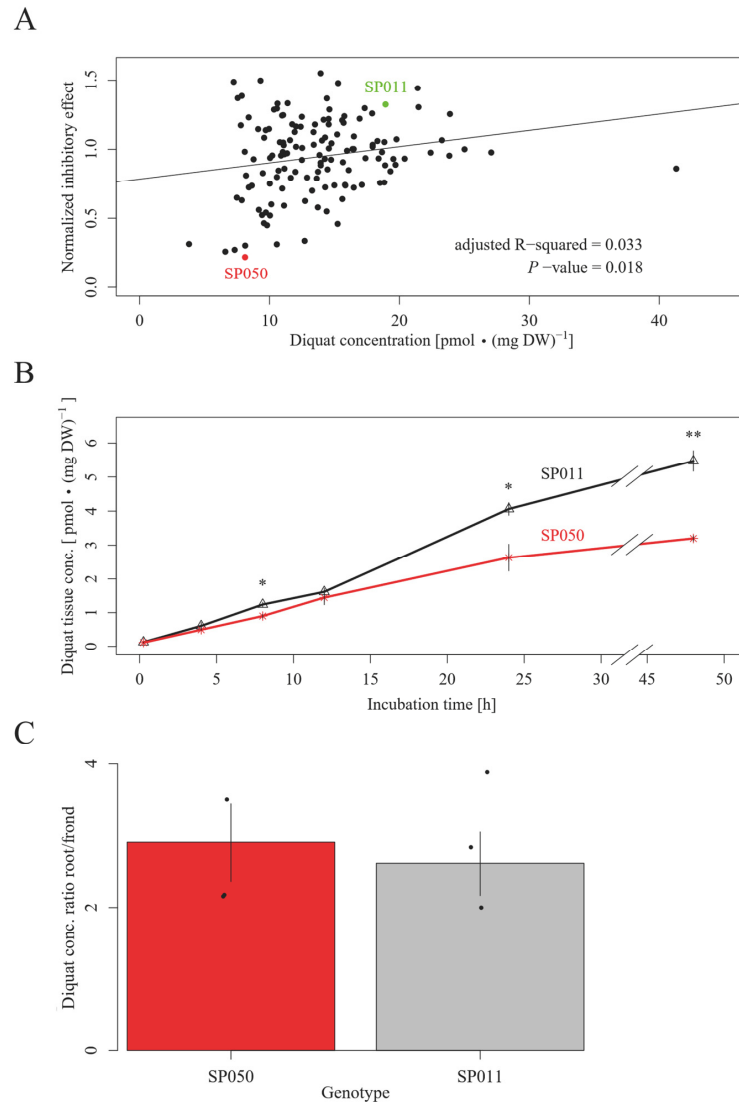 A
Normalized inhibitory effect
1.5
1.0
0.5
0.0
SP011
SP050
adjusted R−squared = 0.033
P −value = 0.018
0 10 20 30 40
Diquat concentration [pmol • (mg DW)⁻¹]
B
Diquat tissue conc. [ pmol • (mg DW)⁻¹ ]
6
5
4
3
2
1
0
**
*
*
SP011
SP050
0 5 10 15 20 25 30 45 50
Incubation time [h]
C
Diquat conc. ratio root/frond
4
2
0
SP050 SP011
Genotype